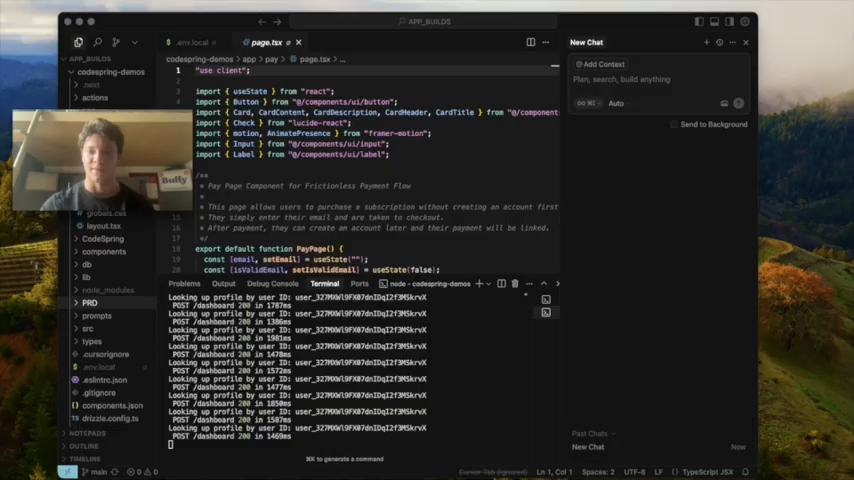 APP_BUILDS
.env.local
page.tsx
New Chat
APP_BUILDS
codespring-demos > app > pay > page.tsx > ...
Add Context
codespring-demos
1 "use client";
Plan, search, build anything
.next
import { useState } from "react";
actions
import { Button } from "@/components/ui/button";
Auto
import { Card, CardContent, CardDescription, CardHeader, CardTitle } from "@/component
import { Check } from "lucide-react";
Send to Background
import { motion, AnimatePresence } from "framer-motion";
import { Input } from "@/components/ui/input";
import { Label } from "@/components/ui/label";
/**
Buffy
* Pay Page Component for Frictionless Payment Flow
* This page allows users to purchase a subscription without creating an account first
globals.css
16 * They simply enter their email and are taken to checkout.
layout.tsx
* After payment, they can create an account later and their payment will be linked.
CodeSpring
17 */
components
18 export default function PayPage() {
db
19 const [email, setEmail] = useState("");
lib
20 const [isValidEmail, setIsValidEmail] = useState(false);
node_modules
Problems Output Debug Console Terminal Ports node - codespring-demos
PRD
Looking up profile by user ID: user_327MXWl9FX07dnIDqI2f3MSkrvX
POST /dashboard 200 in 1787ms
prompts
Looking up profile by user ID: user_327MXWl9FX07dnIDqI2f3MSkrvX
POST /dashboard 200 in 1386ms
src
Looking up profile by user ID: user_327MXWl9FX07dnIDqI2f3MSkrvX
POST /dashboard 200 in 1981ms
types
Looking up profile by user ID: user_327MXWl9FX07dnIDqI2f3MSkrvX
POST /dashboard 200 in 1478ms
.cursorignore
Looking up profile by user ID: user_327MXWl9FX07dnIDqI2f3MSkrvX
POST /dashboard 200 in 1572ms
.env.local
Looking up profile by user ID: user_327MXWl9FX07dnIDqI2f3MSkrvX
POST /dashboard 200 in 1477ms
.eslintrc.json
Looking up profile by user ID: user_327MXWl9FX07dnIDqI2f3MSkrvX
POST /dashboard 200 in 1850ms
.gitignore
Looking up profile by user ID: user_327MXWl9FX07dnIDqI2f3MSkrvX
POST /dashboard 200 in 1587ms
components.json
Looking up profile by user ID: user_327MXWl9FX07dnIDqI2f3MSkrvX
POST /dashboard 200 in 1469ms
drizzle.config.ts
NOTEPADS
Past Chats
OUTLINE
New Chat Now
TIMELINE
⌘K to generate a command
main 0 0 Cursor Tab (Ignored) Ln 1, Col 1 Spaces: 2 UTF-8 LF TypeScript JSX